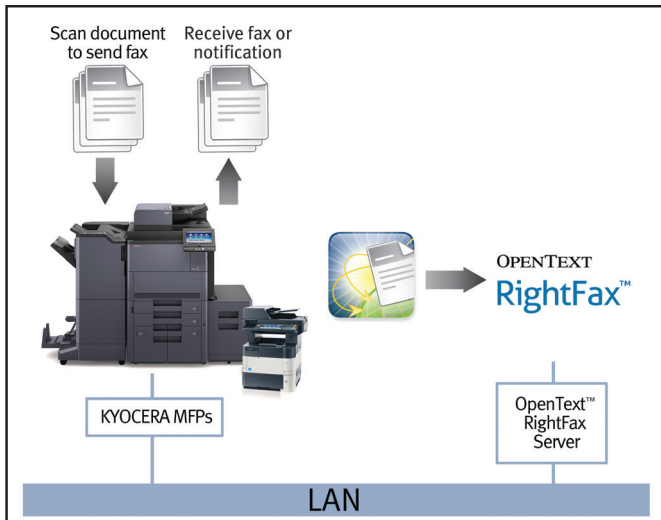 Scan document
to send fax
Receive fax or
notification
OPENTEXT
RightFax™
KYOCERA MFPs
OpenText™
RightFax
Server
LAN